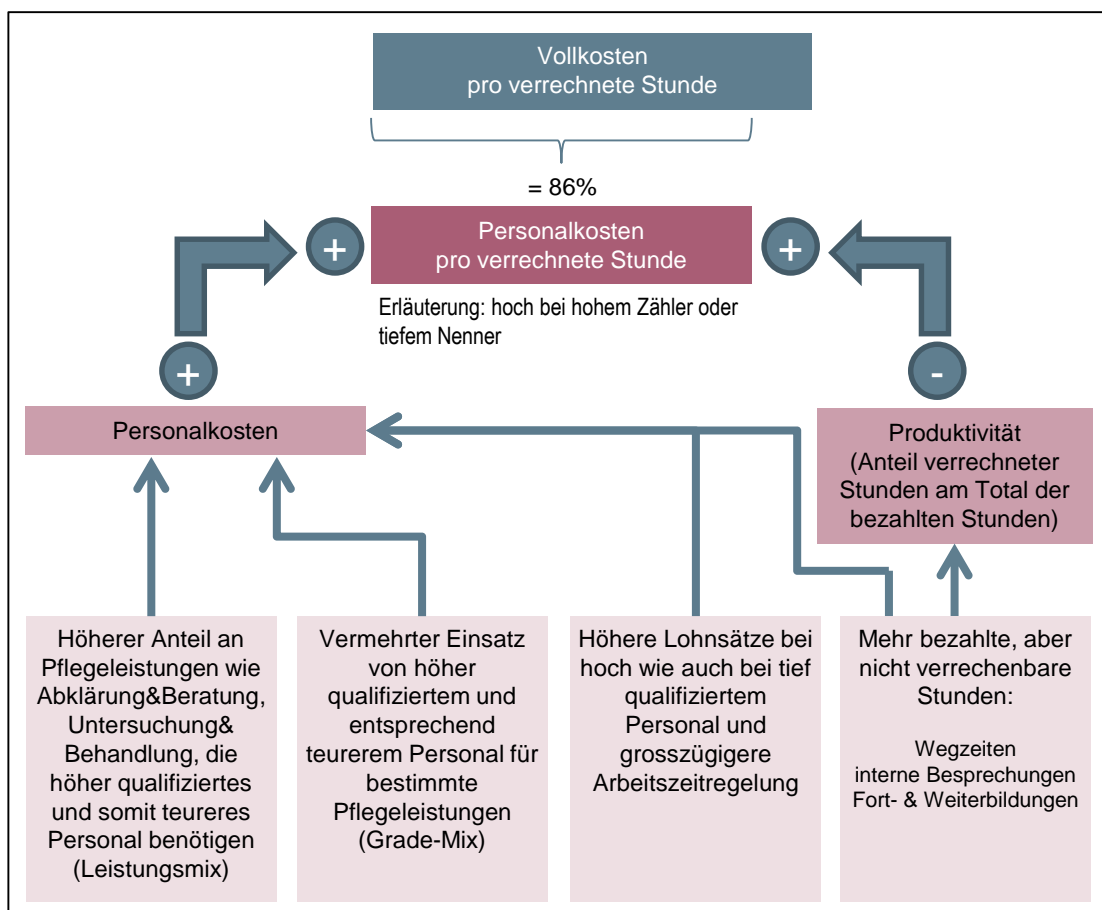 Vollkosten
pro verrechnete Stunde
= 86%
+
Personalkosten
pro verrechnete Stunde
+
Erläuterung: hoch bei hohem Zähler oder
tiefem Nenner
+
-
Personalkosten
Produktivität
(Anteil verrechneter
Stunden am Total der
bezahlten Stunden)
Höherer Anteil an
Pflegeleistungen wie
Abklärung&Beratung,
Untersuchung&
Behandlung, die
höher qualifiziertes
und somit teureres
Personal benötigen
(Leistungsmix)
Vermehrter Einsatz
von höher
qualifiziertem und
entsprechend
teurerem Personal für
bestimmte
Pflegeleistungen
(Grade-Mix)
Höhere Lohnsätze bei
hoch wie auch bei tief
qualifiziertem
Personal und
grosszügigere
Arbeitszeitregelung
Mehr bezahlte, aber
nicht verrechenbare
Stunden:
Wegzeiten
interne Besprechungen
Fort- & Weiterbildungen